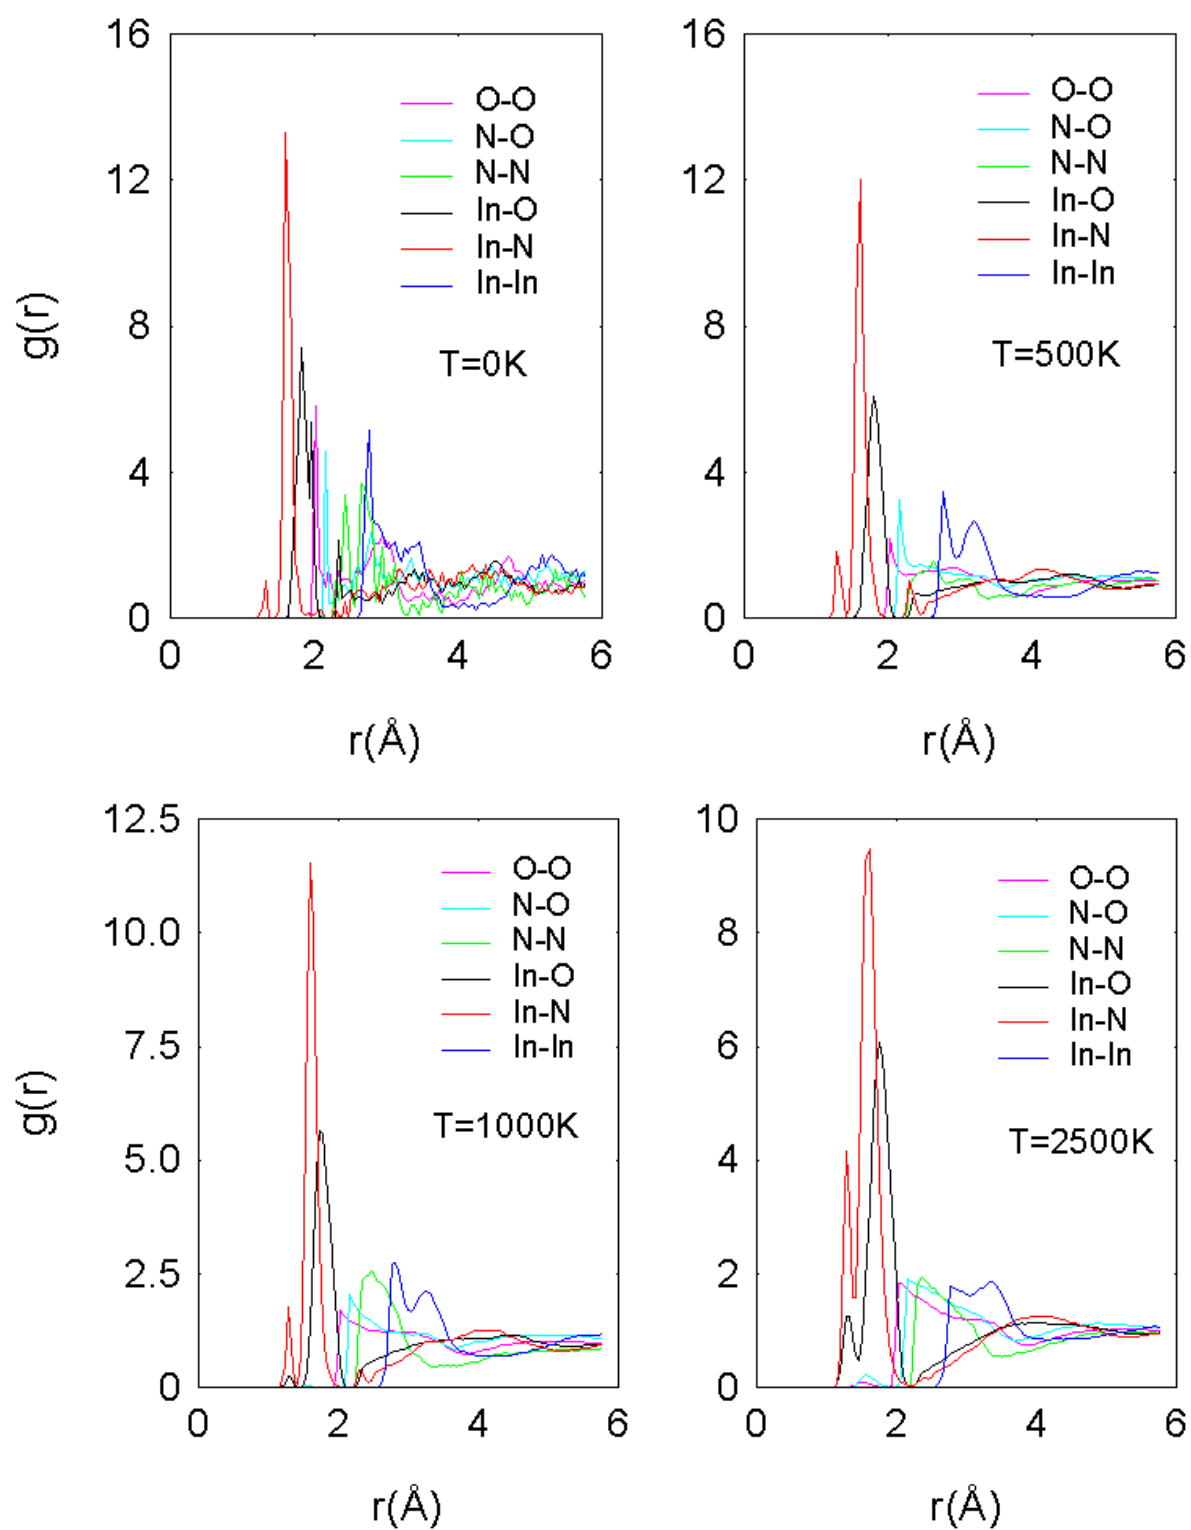 16
12
8
4
0
g(r)
O-O
N-O
N-N
In-O
In-N
In-In
T=0K
0 2 4 6
r(Å)
16
12
8
4
0
O-O
N-O
N-N
In-O
In-N
In-In
T=500K
0 2 4 6
r(Å)
12.5
10.0
7.5
5.0
2.5
0
g(r)
O-O
N-O
N-N
In-O
In-N
In-In
T=1000K
0 2 4 6
r(Å)
10
8
6
4
2
0
O-O
N-O
N-N
In-O
In-N
In-In
T=2500K
0 2 4 6
r(Å)